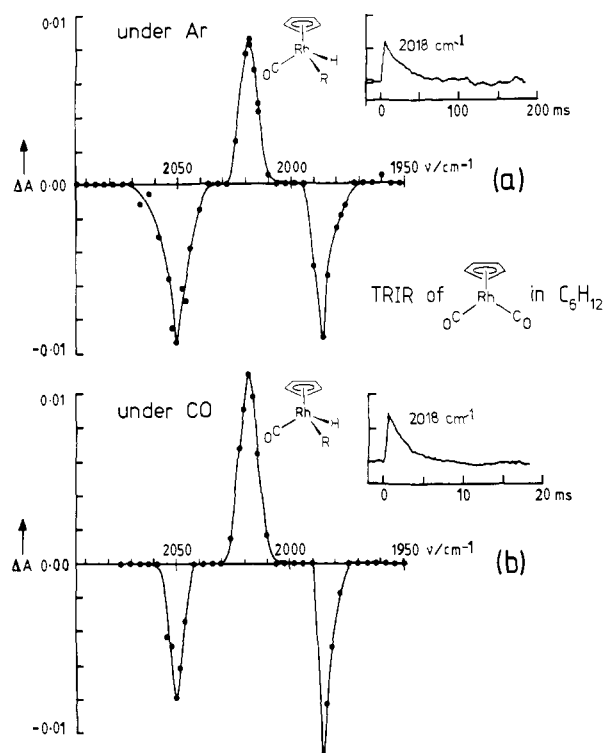 0·01
under Ar
Rh
H
CO
R
2018 cm⁻¹
0 100 200 ms
ΔA 0.00
2050 2000 1950 ν/cm⁻¹
(a)
TRIR of
Rh
CO CO
in C₆H₁₂
-0·01
0·01
under CO
Rh
H
OC
R
2018 cm⁻¹
0 10 20 ms
ΔA 0.00
2050 2000 1950 ν/cm⁻¹
(b)
-0·01